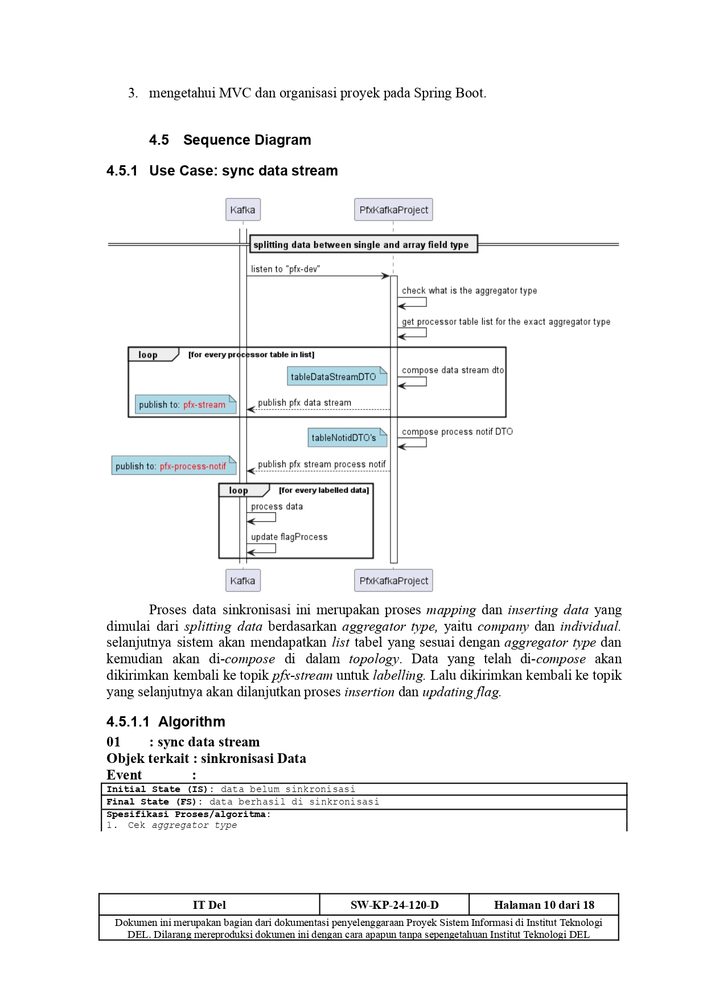 3. mengetahui MVC dan organisasi proyek pada Spring Boot.
4.5 Sequence Diagram
4.5.1 Use Case: sync data stream
Kafka PfxKafkaProject
splitting data between single and array field type
listen to "pfx-dev"
check what is the aggregator type
get processor table list for the exact aggregator type
loop [for every processor table in list]
tableDataStreamDTO compose data stream dto
publish to: pfx-stream publish pfx data stream
tableNotidDTO's compose process notif DTO
publish to: pfx-process-notif publish pfx stream process notif
loop [for every labelled data]
process data
update flagProcess
Kafka PfxKafkaProject
Proses data sinkronisasi ini merupakan proses mapping dan inserting data yang
dimulai dari splitting data berdasarkan aggregator type, yaitu company dan individual.
selanjutnya sistem akan mendapatkan list tabel yang sesuai dengan aggregator type dan
kemudian akan di-compose di dalam topology. Data yang telah di-compose akan
dikirimkan kembali ke topik pfx-stream untuk labelling. Lalu dikirimkan kembali ke topik
yang selanjutnya akan dilanjutkan proses insertion dan updating flag.
4.5.1.1 Algorithm
01 : sync data stream
Objek terkait : sinkronisasi Data
Event :
Initial State (IS): data belum sinkronisasi
Final State (FS): data berhasil di sinkronisasi
Spesifikasi Proses/algoritma:
1. Cek aggregator type
IT Del SW-KP-24-120-D Halaman 10 dari 18
Dokumen ini merupakan bagian dari dokumentasi penyelenggaraan Proyek Sistem Informasi di Institut Teknologi
DEL. Dilarang mereproduksi dokumen ini dengan cara apapun tanpa sepengetahuan Institut Teknologi DEL